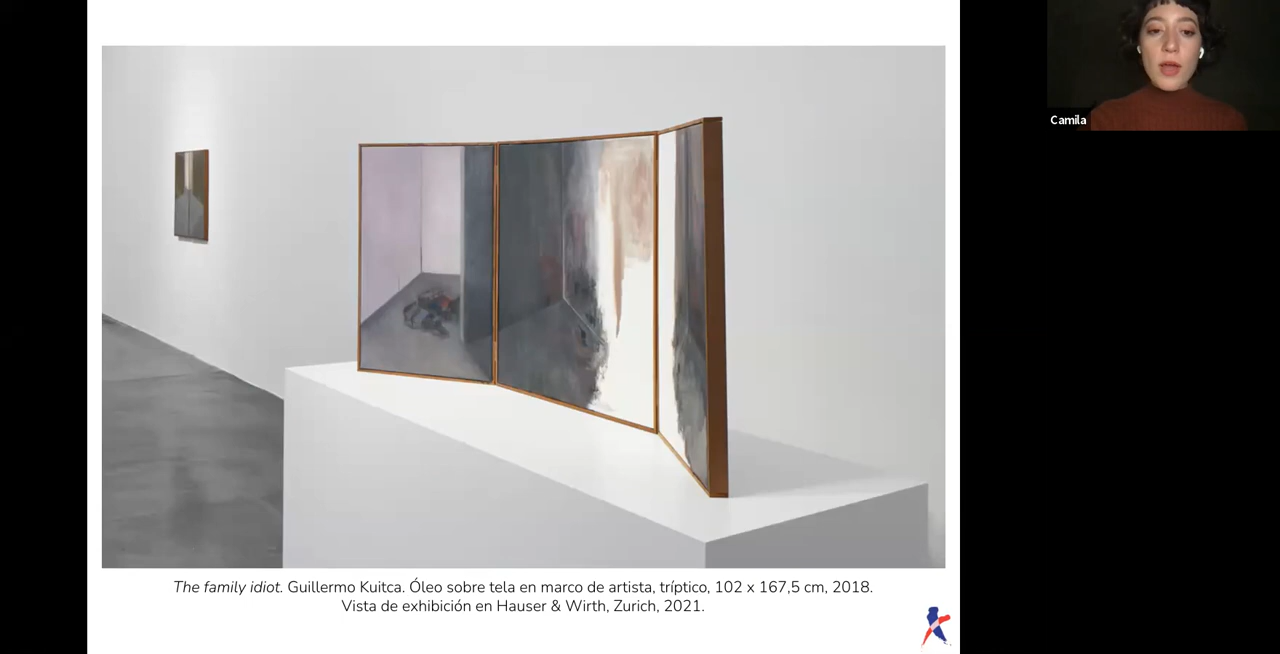 Camila
The family idiot. Guillermo Kuitca. Óleo sobre tela en marco de artista, tríptico, 102 x 167,5 cm, 2018.
Vista de exhibición en Hauser & Wirth, Zurich, 2021.